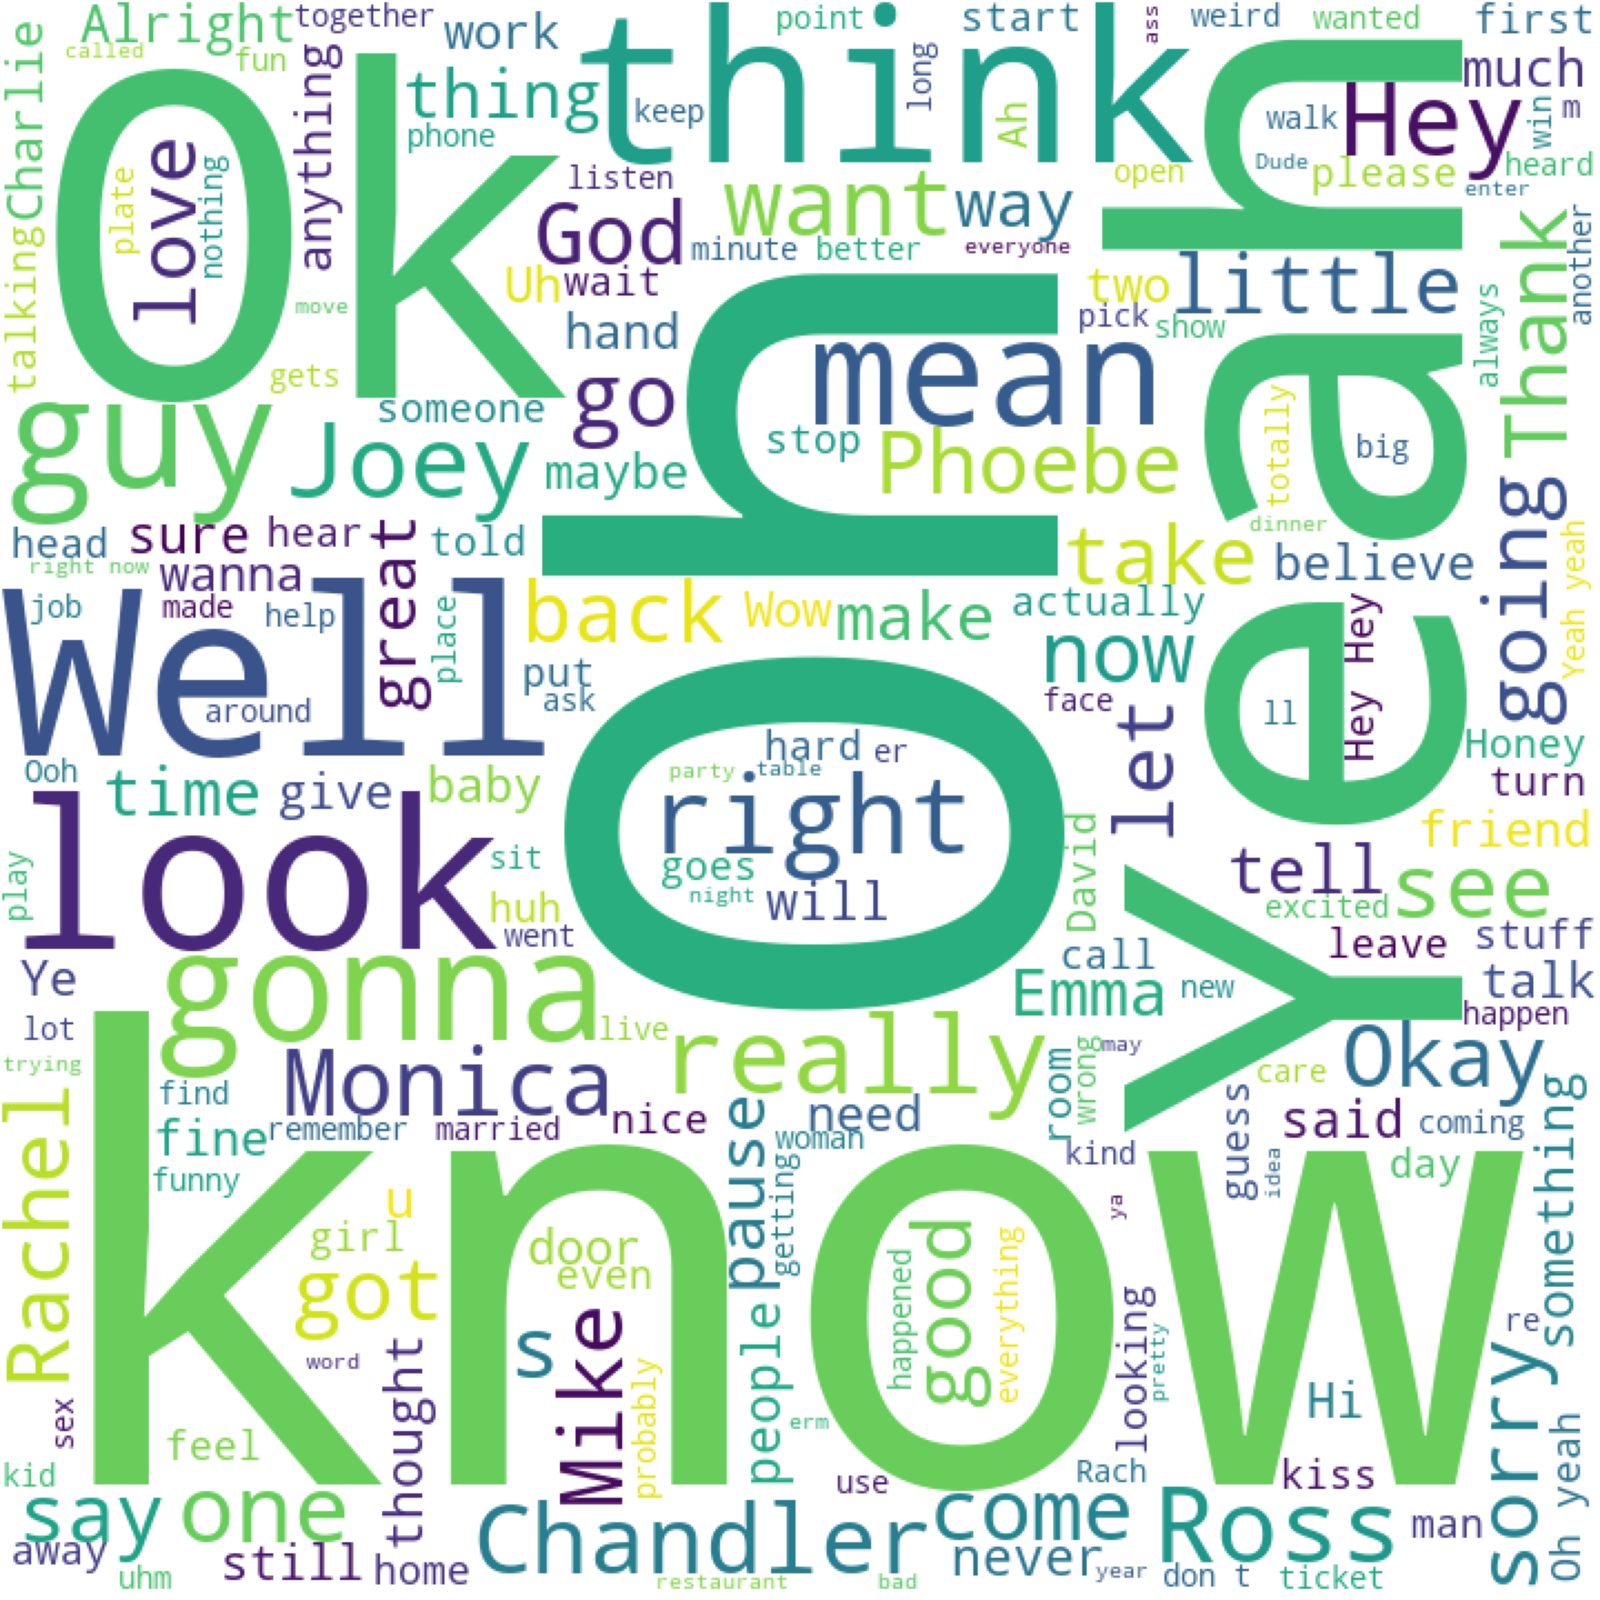 Alright
together
work
think
point
start
ass
weird
wanted
first
called
fun
Charlie
Ok
anything
thing
keep
long
Ah
Yeah
walk
Hey
much
win
m
phone
love
plate
nothing
listen
want
way
open
Dude
please
heard
enter
God
minute
better
everyone
Uh
wait
two
little
Thank
another
talking
move
hand
Oh
mean
pick
show
always
gets
guy
someone
go
Joey
maybe
stop
Phoebe
totally
big
going
head
sure
hear
great
told
take
dinner
believe
Yeah yeah
right now
wanna
Well
job
made
help
place
back
Wow
make
actually
now
Hey Hey
put
ask
face
around
ll
let
Honey
Ooh
time
give
baby
hard
er
party
table
right
turn
look
sit
goes
David
friend
play
huh
night
will
tell
see
excited
went
leave
stuff
Ye
gonna
call
Emma
new
talk
lot
live
really
happen
trying
Monica
room
wrong
may
care
Okay
know
find
nice
pause
need
guess
said
coming
something
Rachel
fine
remember
married
woman
kind
idea
day
funny
getting
ya
u
girl
got
door
even
good
happened
everything
looking
pretty
re
word
s
Mike
people
thought
probably
sex
feel
erm
Hi
sorry
Oh yeah
kid
use
Rach
kiss
say
one
Chandler
come
Ross
man
away
still
home
never
uhm
restaurant
bad
year
don t
ticket